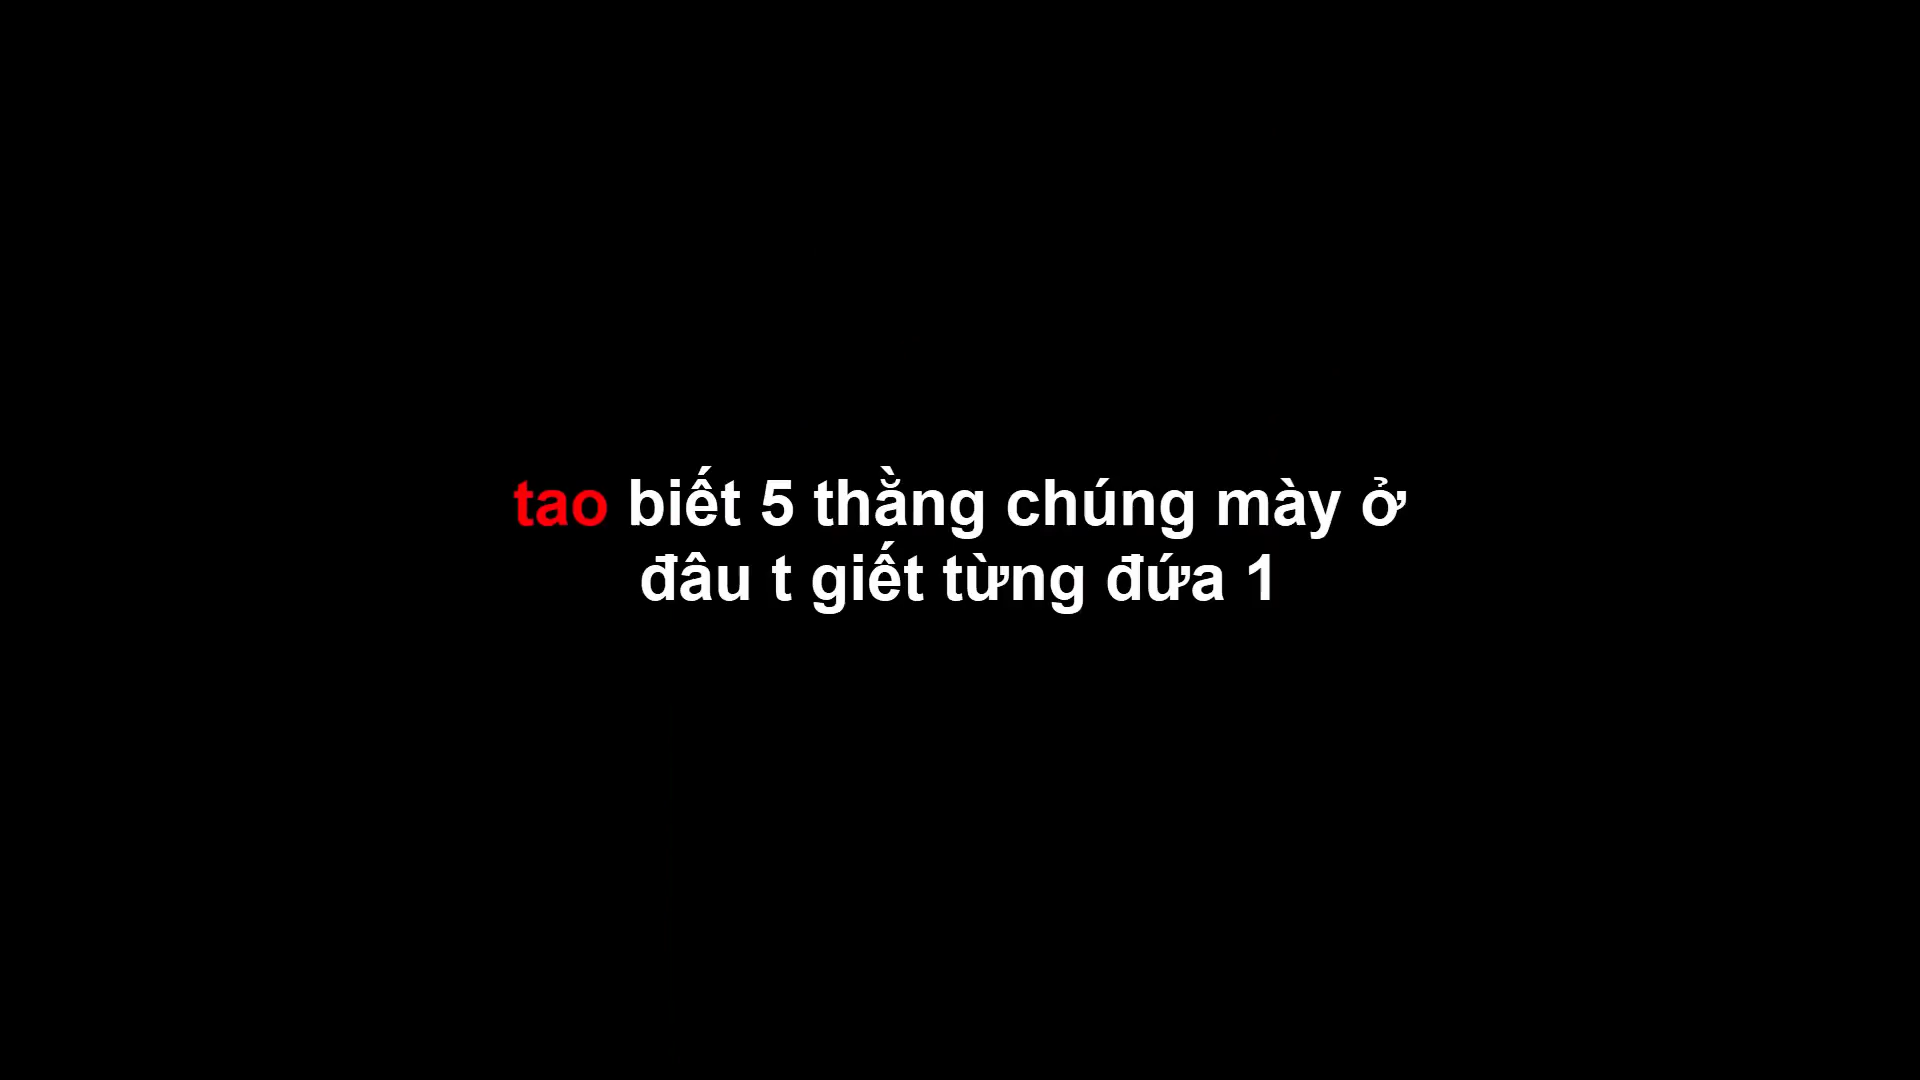 tao biết 5 thằng chúng mày ở
đâu t giết từng đứa 1